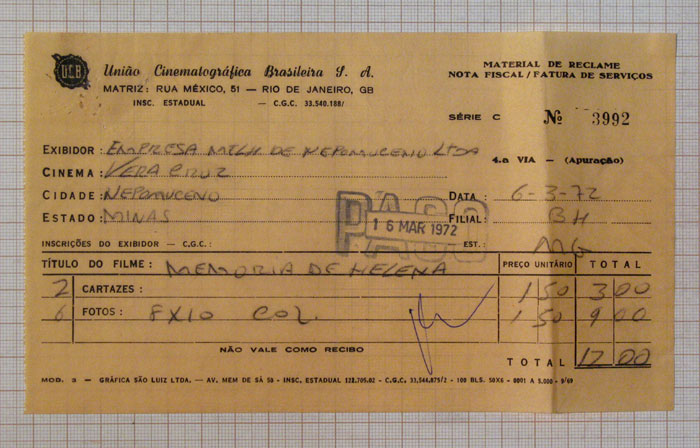 U.C.B
União Cinematográfica Brasileira S. A.
MATRIZ: RUA MÉXICO, 51 — RIO DE JANEIRO, GB
INSC. ESTADUAL — C.G.C. 33.540.188/
MATERIAL DE RECLAME
NOTA FISCAL/FATURA DE SERVIÇOS
SÉRIE C Nº 3992
4.a VIA — (Apuração)
EXIBIDOR: EMPRESA MELH. DE NEPOMUCENO LTDA
CINEMA: VERA CRUZ
CIDADE: NEPOMUCENO
DATA: 6-3-72
ESTADO: MINAS
FILIAL: BH
PAGO
16 MAR 1972
INSCRIÇÕES DO EXIBIDOR — C.G.C.: EST.: MG
TÍTULO DO FILME: MEMORIA DE HELENA PREÇO UNITÁRIO TOTAL
2 CARTAZES: 1 50 3 00
6 FOTOS: 8X10 COL. 1,50 9 00
NÃO VALE COMO RECIBO
TOTAL 12 00
MOD. 3 — GRÁFICA SÃO LUIZ LTDA. — AV. MEM DE SÁ 58 - INSC. ESTADUAL 122.705.02 - C.G.C. 33.544.875/2 - 100 BLS. 50X6 - 0001 A 5.000 - 9/69